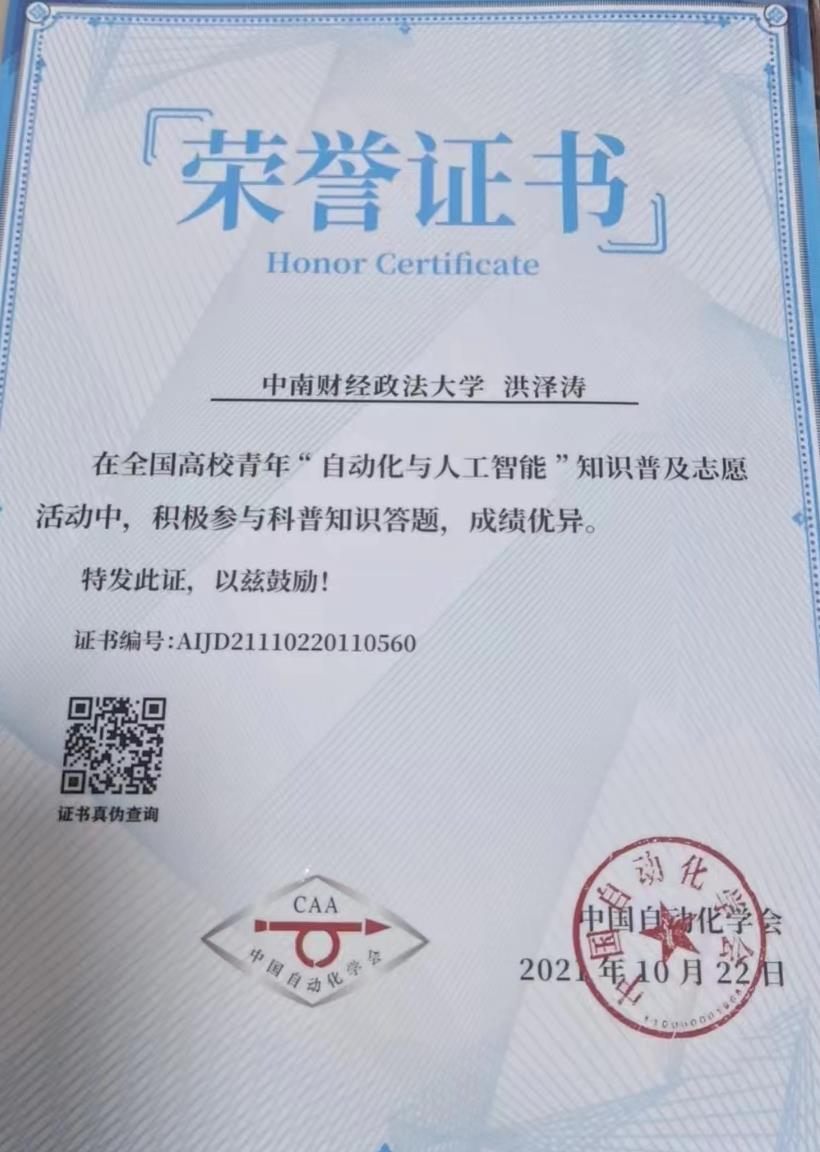 荣誉证书
Honor Certificate
中南财经政法大学 洪泽涛
在全国高校青年“自动化与人工智能”知识普及志愿
活动中，积极参与科普知识答题，成绩优异。
特发此证，以兹鼓励！
证书编号：AIJD21110220110560
证书真伪查询
CAA
中国自动化学会
中国自动化学会
2021年10月22日
中国自动化学会